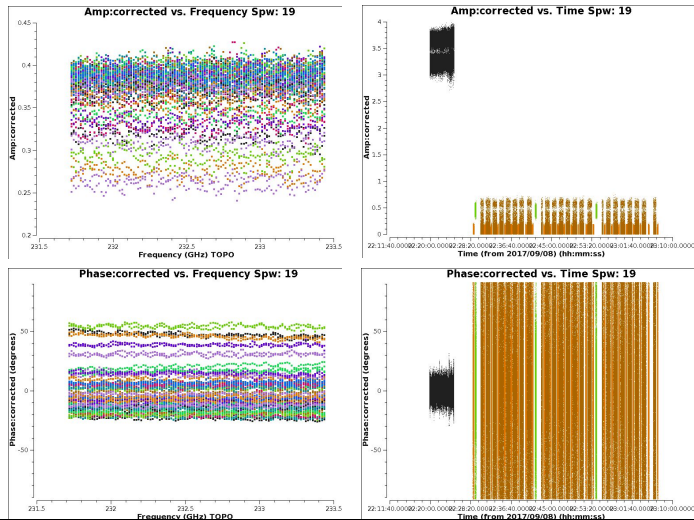 Amp:corrected vs. Frequency Spw: 19
0.45
0.4
0.35
0.3
0.25
0.2
Amp:corrected
231.5 232 232.5 233 233.5
Frequency (GHz) TOPO
Amp:corrected vs. Time Spw: 19
4
3.5
3
2.5
2
1.5
1
0.5
0
Amp:corrected
Time (from 2017/09/08) (hh:mm:ss)
Phase:corrected vs. Frequency Spw: 19
50
0
-50
Phase:corrected (degrees)
231.5 232 232.5 233 233.5
Frequency (GHz) TOPO
Phase:corrected vs. Time Spw: 19
50
0
-50
Phase:corrected (degrees)
Time (from 2017/09/08) (hh:mm:ss)